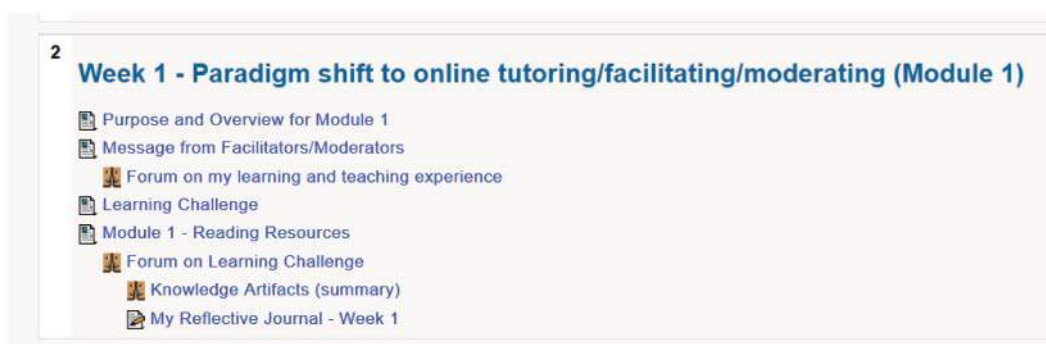 2
Week 1 - Paradigm shift to online tutoring/facilitating/moderating (Module 1)
Purpose and Overview for Module 1
Message from Facilitators/Moderators
Forum on my learning and teaching experience
Learning Challenge
Module 1 - Reading Resources
Forum on Learning Challenge
Knowledge Artifacts (summary)
My Reflective Journal - Week 1